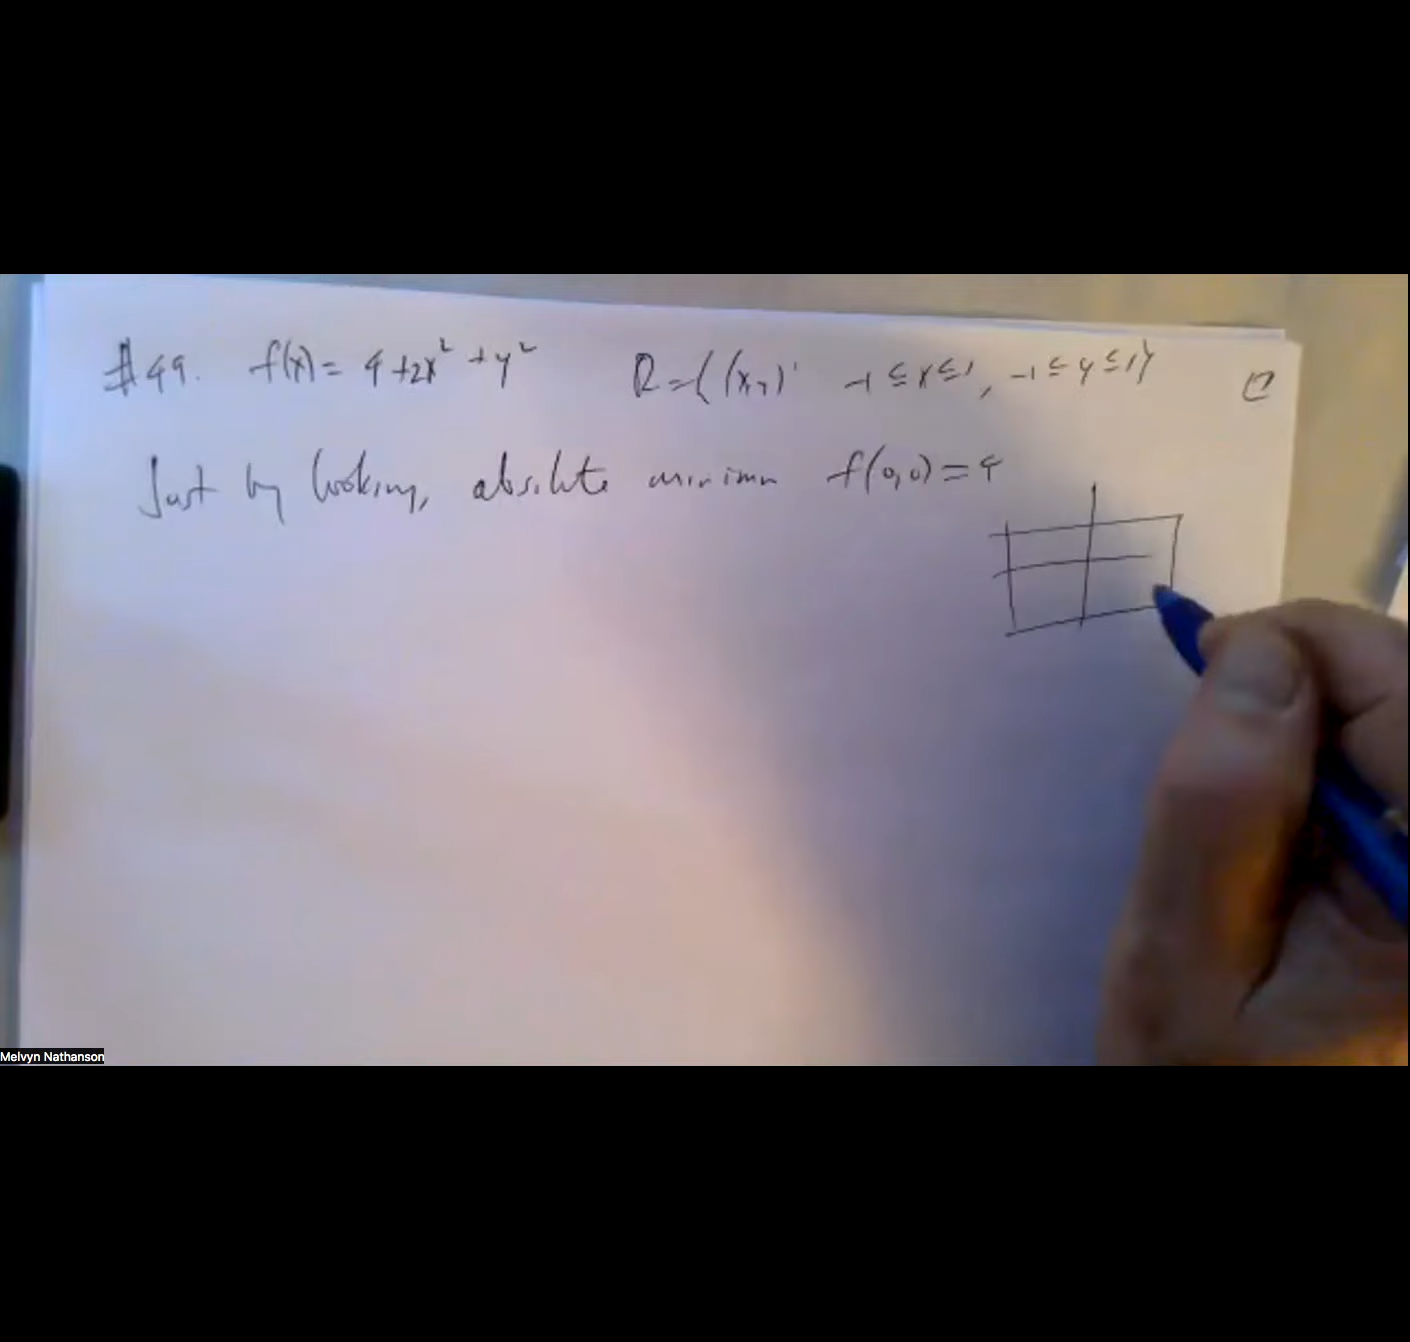 #49. f(x) = 4+2x² + y² R = { (x,y) : -1 ≤ x ≤ 1, -1 ≤ y ≤ 1}
Just by looking, absolute minimum f(0,0) = 4
Melvyn Nathanson